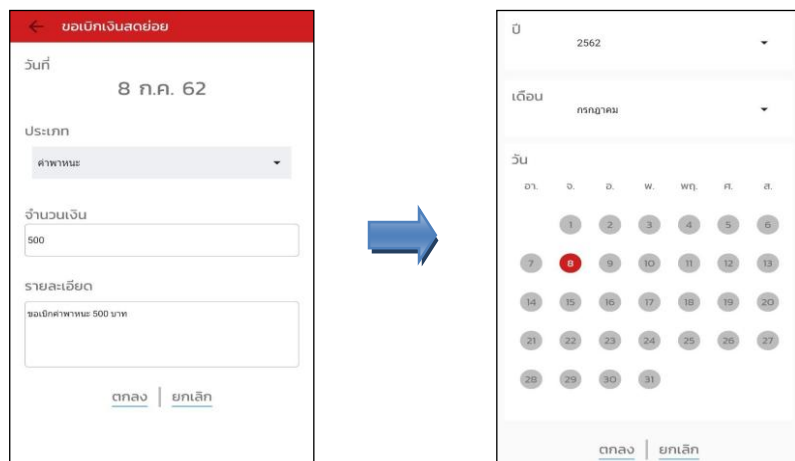 ขอเบิกเงินสดย่อย
วันที่
8 ก.ค. 62
ประเภท
ค่าพาหนะ
จำนวนเงิน
500
รายละเอียด
ขอเบิกค่าพาหนะ 500 บาท
ตกลง | ยกเลิก
ปี
2562
เดือน
กรกฎาคม
วัน
อา. จ. อ. พ. พฤ. ศ. ส.
1 2 3 4 5 6
7 8 9 10 11 12 13
14 15 16 17 18 19 20
21 22 23 24 25 26 27
28 29 30 31
ตกลง | ยกเลิก